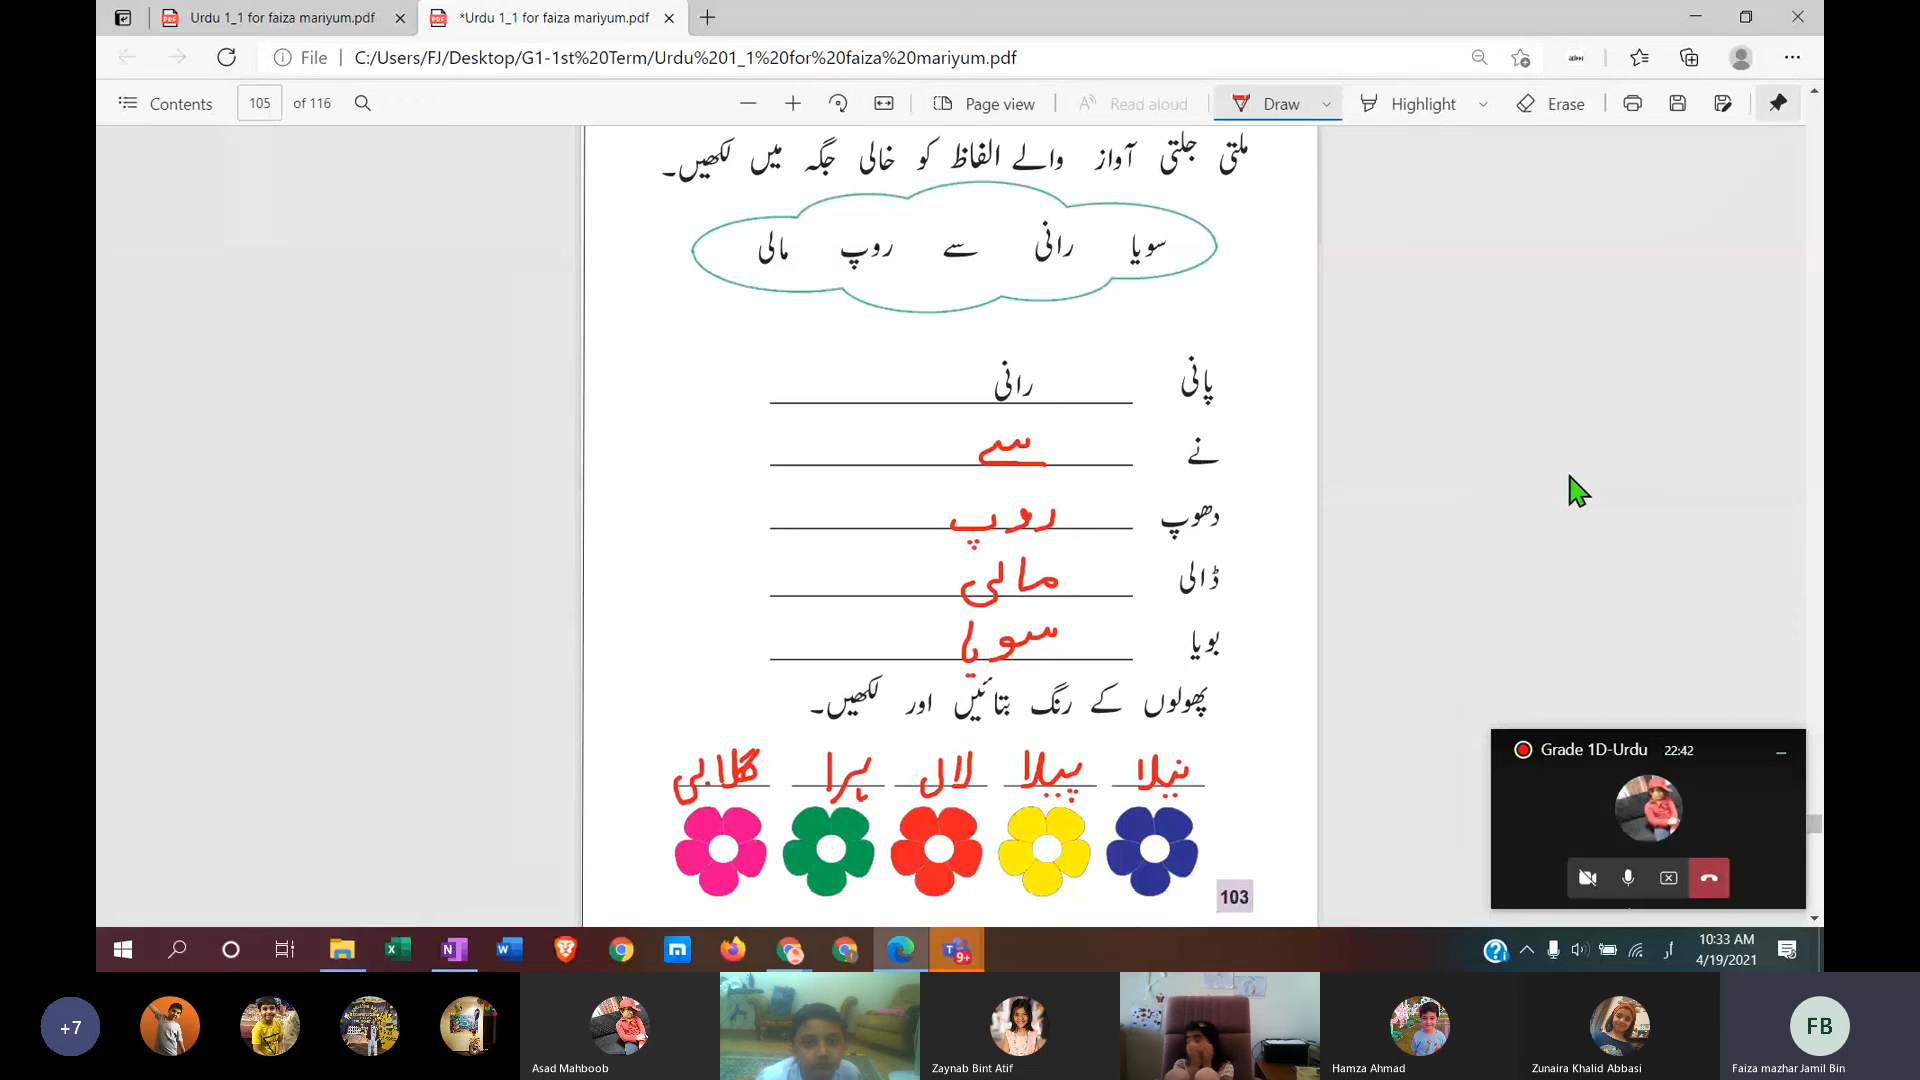 Urdu 1_1 for faiza mariyum.pdf
*Urdu 1_1 for faiza mariyum.pdf
File
C:/Users/FJ/Desktop/G1-1st%20Term/Urdu%201_1%20for%20faiza%20mariyum.pdf
Contents 105 of 116 Page view Read aloud Draw Highlight Erase
ملتی جلتی آواز والے الفاظ کو خالی جگہ میں لکھیں۔
سویا رانی سے روپ مالی
پانی رانی
نے سے
دھوپ روپ
ڈالی مالی
بویا سویا
پھولوں کے رنگ بتائیں اور لکھیں۔
نیلا پیلا لال ہرا گلابی
103
Grade 1D-Urdu 22:42
9+
10:33 AM
4/19/2021
+7
FB
Asad Mahboob
Zaynab Bint Atif
Hamza Ahmad
Zunaira Khalid Abbasi
Faiza mazhar Jamil Bin